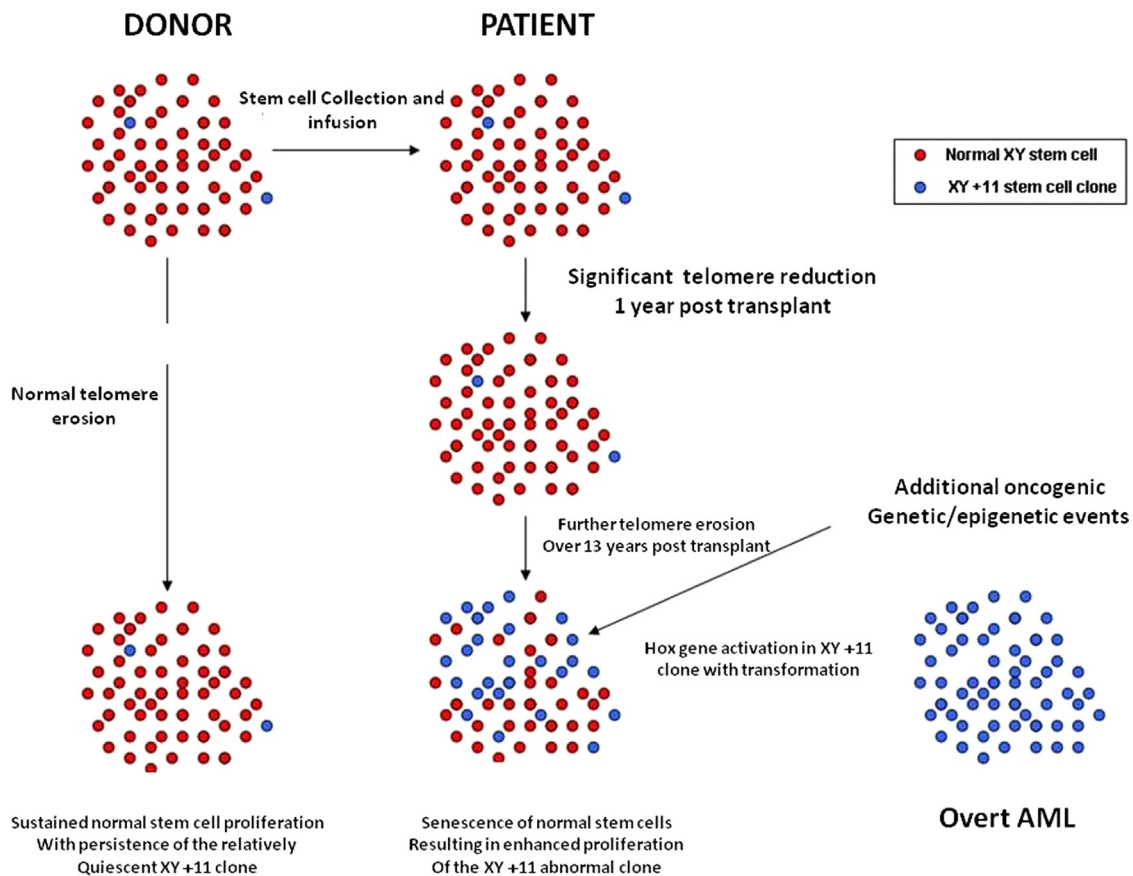 DONOR
PATIENT
Stem cell Collection and
infusion
Normal XY stem cell
XY +11 stem cell clone
Significant telomere reduction
1 year post transplant
Normal telomere
erosion
Additional oncogenic
Genetic/epigenetic events
Further telomere erosion
Over 13 years post transplant
Hox gene activation in XY +11
clone with transformation
Sustained normal stem cell proliferation
With persistence of the relatively
Quiescent XY +11 clone
Senescence of normal stem cells
Resulting in enhanced proliferation
Of the XY +11 abnormal clone
Overt AML